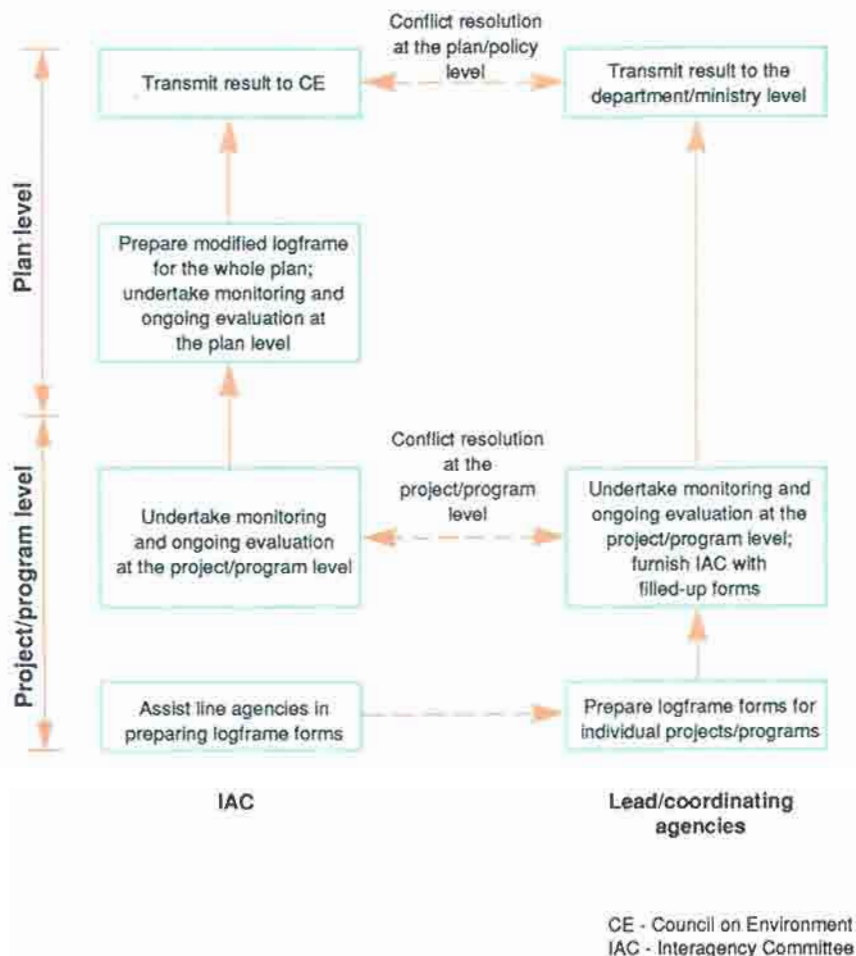 Conflict resolution
at the plan/policy
level
Transmit result to CE
Transmit result to the
department/ministry level
Plan level
Prepare modified logframe
for the whole plan;
undertake monitoring and
ongoing evaluation at
the plan level
Conflict resolution
at the
project/program
level
Project/program level
Undertake monitoring
and ongoing evaluation
at the project/program level
Undertake monitoring and
ongoing evaluation at the
project/program level;
furnish IAC with
filled-up forms
Assist line agencies in
preparing logframe forms
Prepare logframe forms for
individual projects/programs
IAC
Lead/coordinating
agencies
CE - Council on Environment
IAC - Interagency Committee